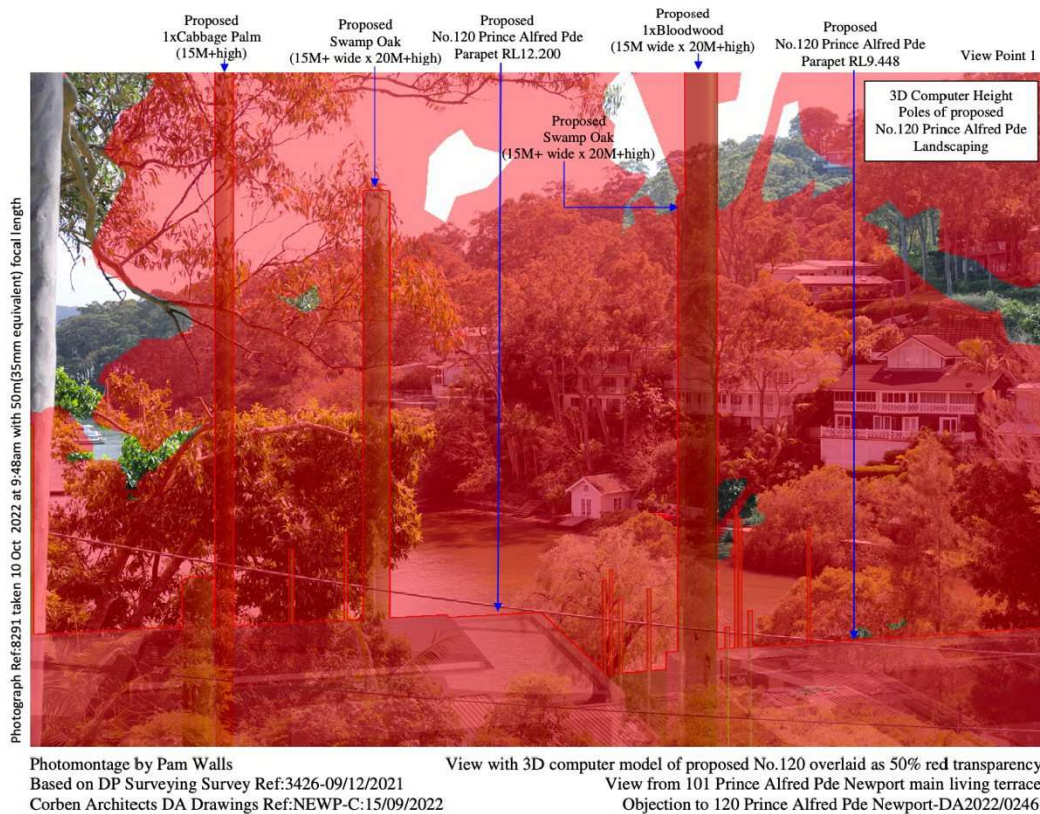 Proposed
1xCabbage Palm
(15M+high)
Proposed
Swamp Oak
(15M+ wide x 20M+high)
Proposed
No.120 Prince Alfred Pde
Parapet RL12.200
Proposed
1xBloodwood
(15M wide x 20M+high)
Proposed
No.120 Prince Alfred Pde
Parapet RL9.448
View Point 1
3D Computer Height
Poles of proposed
No.120 Prince Alfred Pde
Landscaping
Proposed
Swamp Oak
(15M+ wide x 20M+high)
Photograph Ref:8291 taken 10 Oct 2022 at 9:48am with 50m(35mm equivalent) focal length
Photomontage by Pam Walls
Based on DP Surveying Survey Ref:3426-09/12/2021
Corben Architects DA Drawings Ref:NEWP-C:15/09/2022
View with 3D computer model of proposed No.120 overlaid as 50% red transparency
View from 101 Prince Alfred Pde Newport main living terrace
Objection to 120 Prince Alfred Pde Newport-DA2022/0246